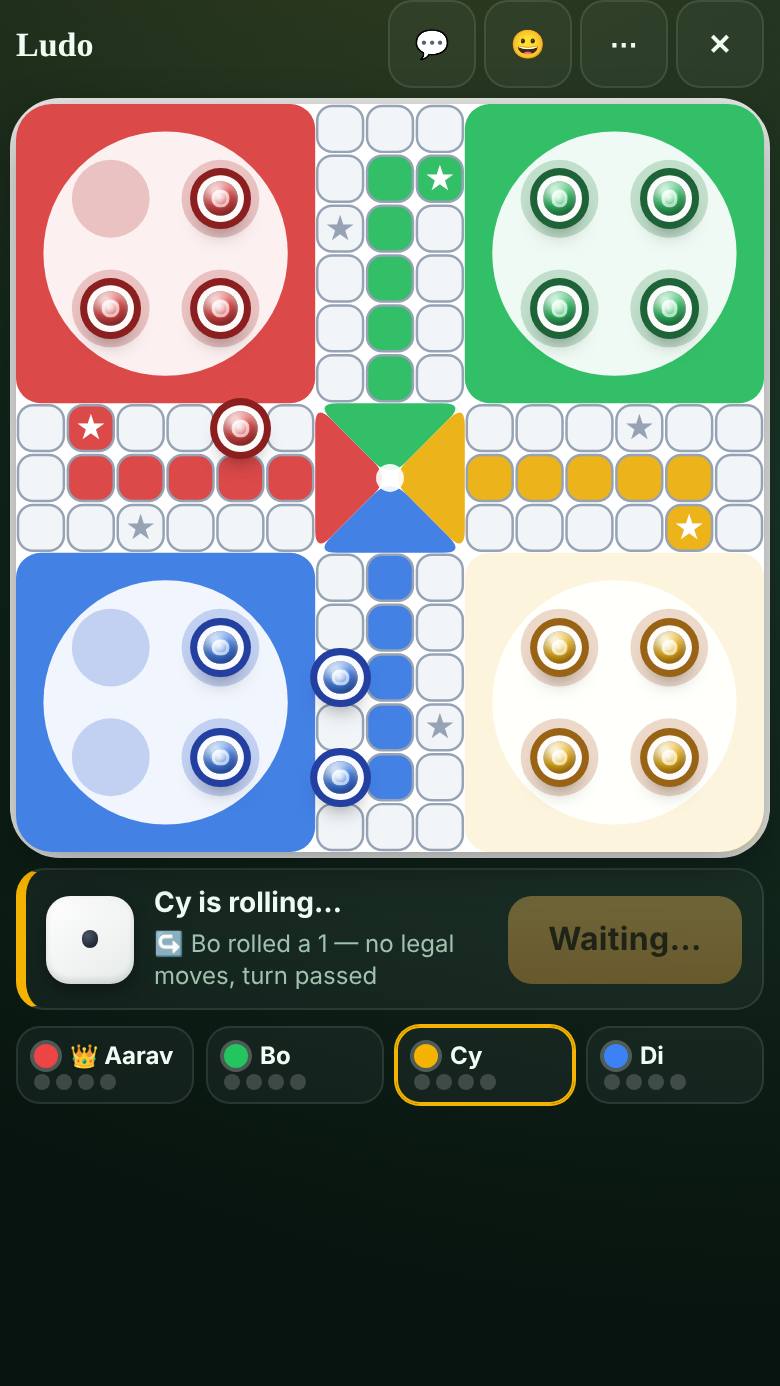 Ludo
Cy is rolling…
Bo rolled a 1 — no legal
moves, turn passed
Waiting…
Aarav
Bo
Cy
Di